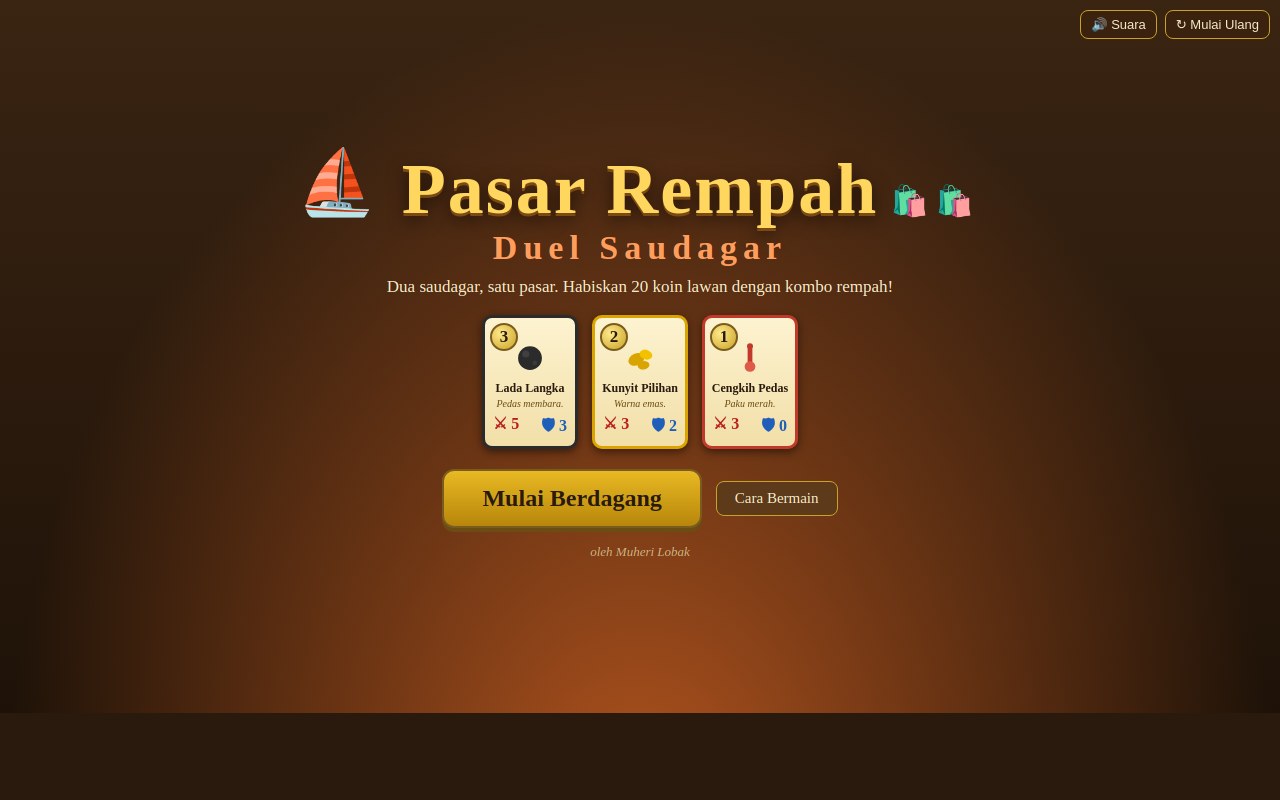 🔊 Suara
↻ Mulai Ulang
Pasar Rempah
Duel Saudagar
Dua saudagar, satu pasar. Habiskan 20 koin lawan dengan kombo rempah!
3
Lada Langka
Pedas membara.
⚔ 5
3
2
Kunyit Pilihan
Warna emas.
⚔ 3
2
1
Cengkih Pedas
Paku merah.
⚔ 3
0
Mulai Berdagang
Cara Bermain
oleh Muheri Lobak